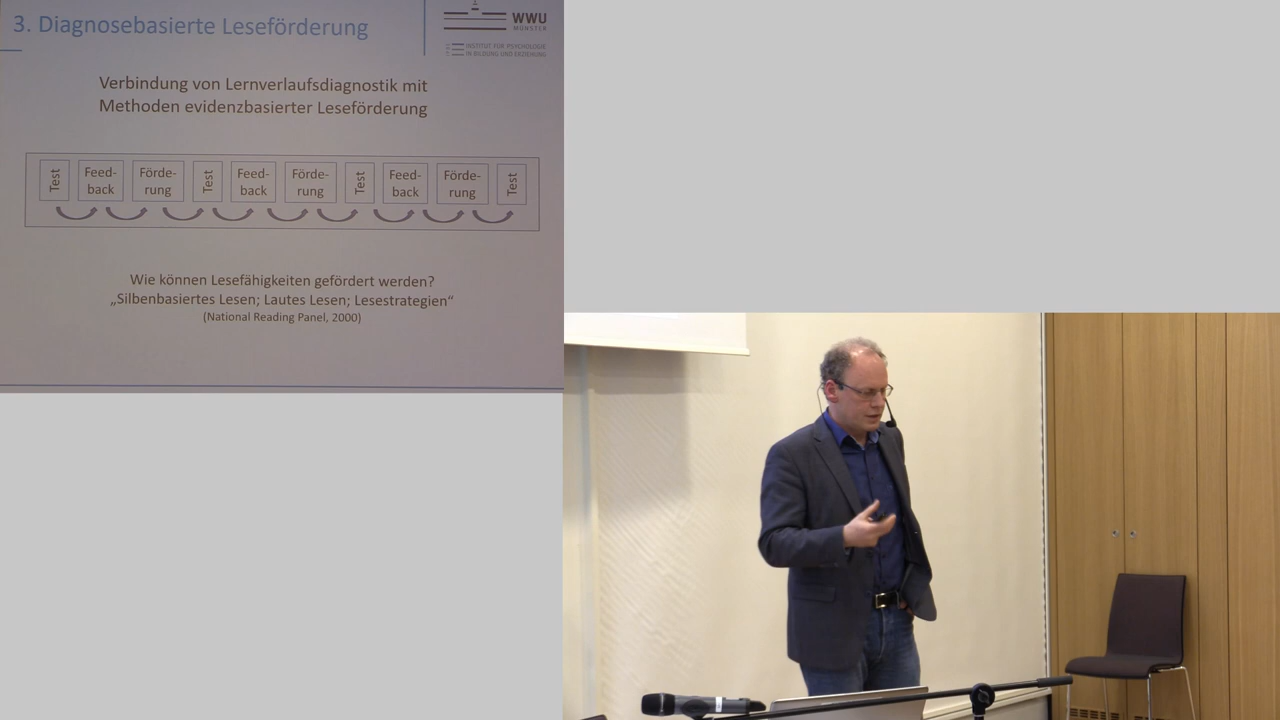 3. Diagnosebasierte Leseförderung
WWU
MÜNSTER
INSTITUT FÜR PSYCHOLOGIE
IN BILDUNG UND ERZIEHUNG
Verbindung von Lernverlaufsdiagnostik mit
Methoden evidenzbasierter Leseförderung
Test
Feed-
back
Förde-
rung
Test
Feed-
back
Förde-
rung
Test
Feed-
back
Förde-
rung
Test
Wie können Lesefähigkeiten gefördert werden?
„Silbenbasiertes Lesen; Lautes Lesen; Lesestrategien“
(National Reading Panel, 2000)